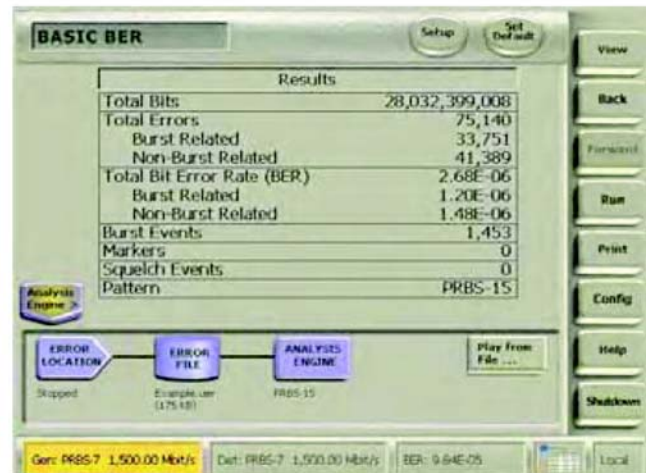 BASIC BER
Setup
Set Default
View
Results
Total Bits 28,032,399,008
Back
Total Errors 75,140
Burst Related 33,751
Non-Burst Related 41,389
Forward
Total Bit Error Rate (BER) 2.68E-06
Burst Related 1.20E-06
Run
Non-Burst Related 1.48E-06
Burst Events 1,453
Markers 0
Print
Squelch Events 0
Pattern PRBS-15
Analysis Engine >
Config
ERROR LOCATION
ERROR FILE
ANALYSIS ENGINE
Play from File ...
Help
Stopped
Example.uer (175 kB)
PRBS-15
Shutdown
Gen: PRBS-7 1,500.00 Mbit/s
Det: PRBS-7 1,500.00 Mbit/s
BER: 9.64E-05
Local